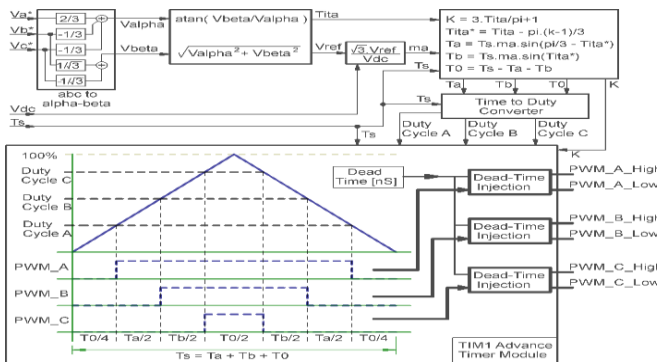 Va*
Vb*
Vc*
2/3
-1/3
-1/3
1/√3
-1/√3
abc to
alpha-beta
Valpha
Vbeta
atan( Vbeta/Valpha )
√Valpha² + Vbeta²
Tita
Vref
√3.Vref
Vdc
ma
Ts
K = 3.Tita/pi+1
Tita* = Tita - pi.(k-1)/3
Ta = Ts.ma.sin(pi/3 - Tita*)
Tb = Ts.ma.sin(Tita*)
T0 = Ts - Ta - Tb
Ta
Tb
T0
K
Vdc
Ts
Ts
Time to Duty
Converter
Ts
Duty
Cycle A
Duty
Cycle B
Duty
Cycle C
K
100%
Duty
Cycle C
Duty
Cycle B
Duty
Cycle A
Dead
Time [nS]
Dead-Time
Injection
PWM_A_High
PWM_A_Low
Dead-Time
Injection
PWM_B_High
PWM_B_Low
Dead-Time
Injection
PWM_C_High
PWM_C_Low
PWM_A
PWM_B
PWM_C
T0/4 Ta/2 Tb/2 T0/2 Tb/2 Ta/2 T0/4
Ts = Ta + Tb + T0
TIM1 Advance
Timer Module